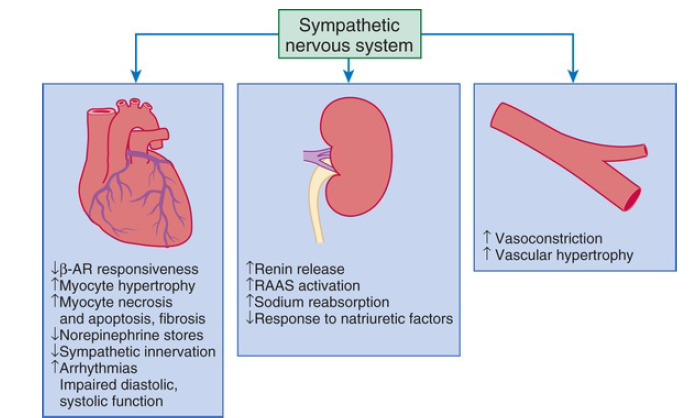 Sympathetic
nervous system
↓β-AR responsiveness
↑Myocyte hypertrophy
↑Myocyte necrosis
and apoptosis, fibrosis
↓Norepinephrine stores
↓Sympathetic innervation
↑Arrhythmias
Impaired diastolic,
systolic function
↑Renin release
↑RAAS activation
↑Sodium reabsorption
↓Response to natriuretic factors
↑ Vasoconstriction
↑ Vascular hypertrophy